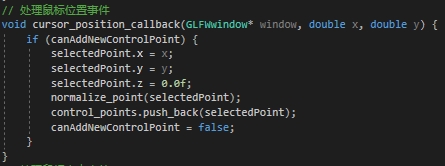 // 处理鼠标位置事件
void cursor_position_callback(GLFWwindow* window, double x, double y) {
    if (canAddNewControlPoint) {
        selectedPoint.x = x;
        selectedPoint.y = y;
        selectedPoint.z = 0.0f;
        normalize_point(selectedPoint);
        control_points.push_back(selectedPoint);
        canAddNewControlPoint = false;
    }
}